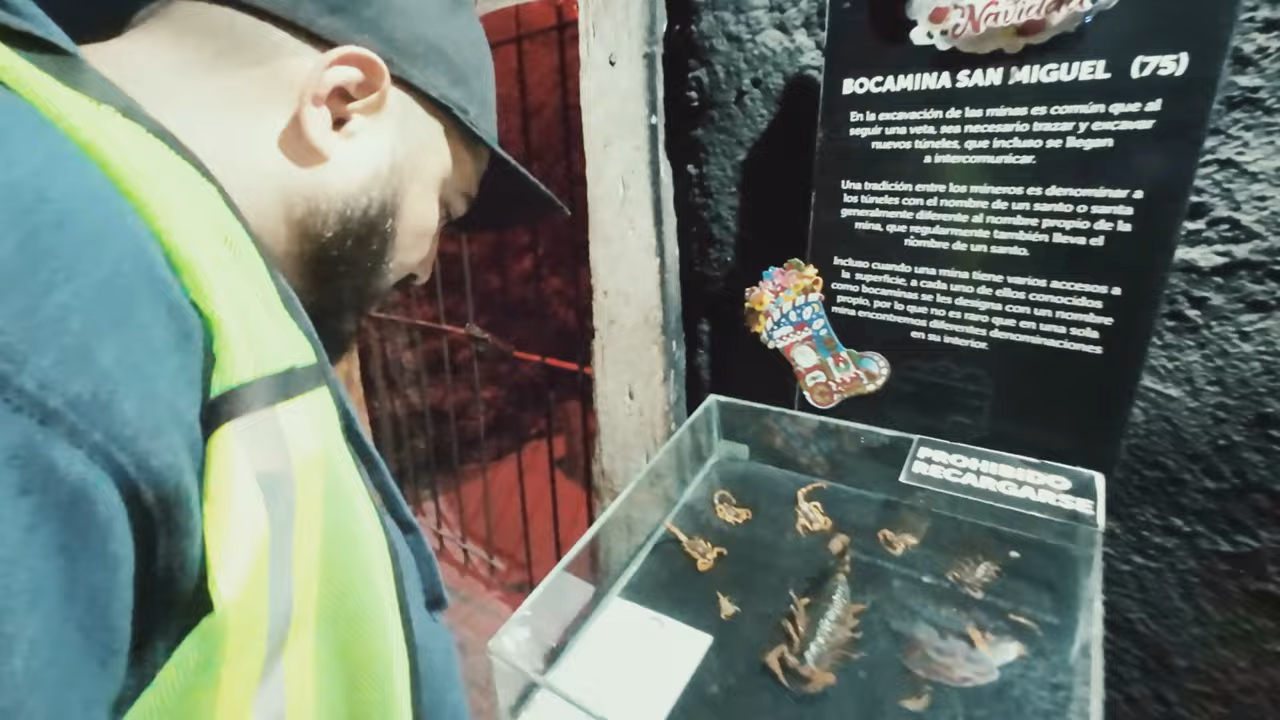 Navideña
BOCAMINA SAN MIGUEL (75)
En la excavación de las minas es común que al
seguir una veta, sea necesario trazar y excavar
nuevos túneles, que incluso se llegan
a intercomunicar.
Una tradición entre los mineros es denominar a
los túneles con el nombre de un santo o santa
generalmente diferente al nombre propio de la
mina, que regularmente también lleva el
nombre de un santo.
Incluso cuando una mina tiene varios accesos a
la superficie, a cada uno de ellos conocidos
como bocaminas se les designa con un nombre
propio, por lo que no es raro que en una sola
mina encontremos diferentes denominaciones
en su interior.
PROHIBIDO
RECARGARSE